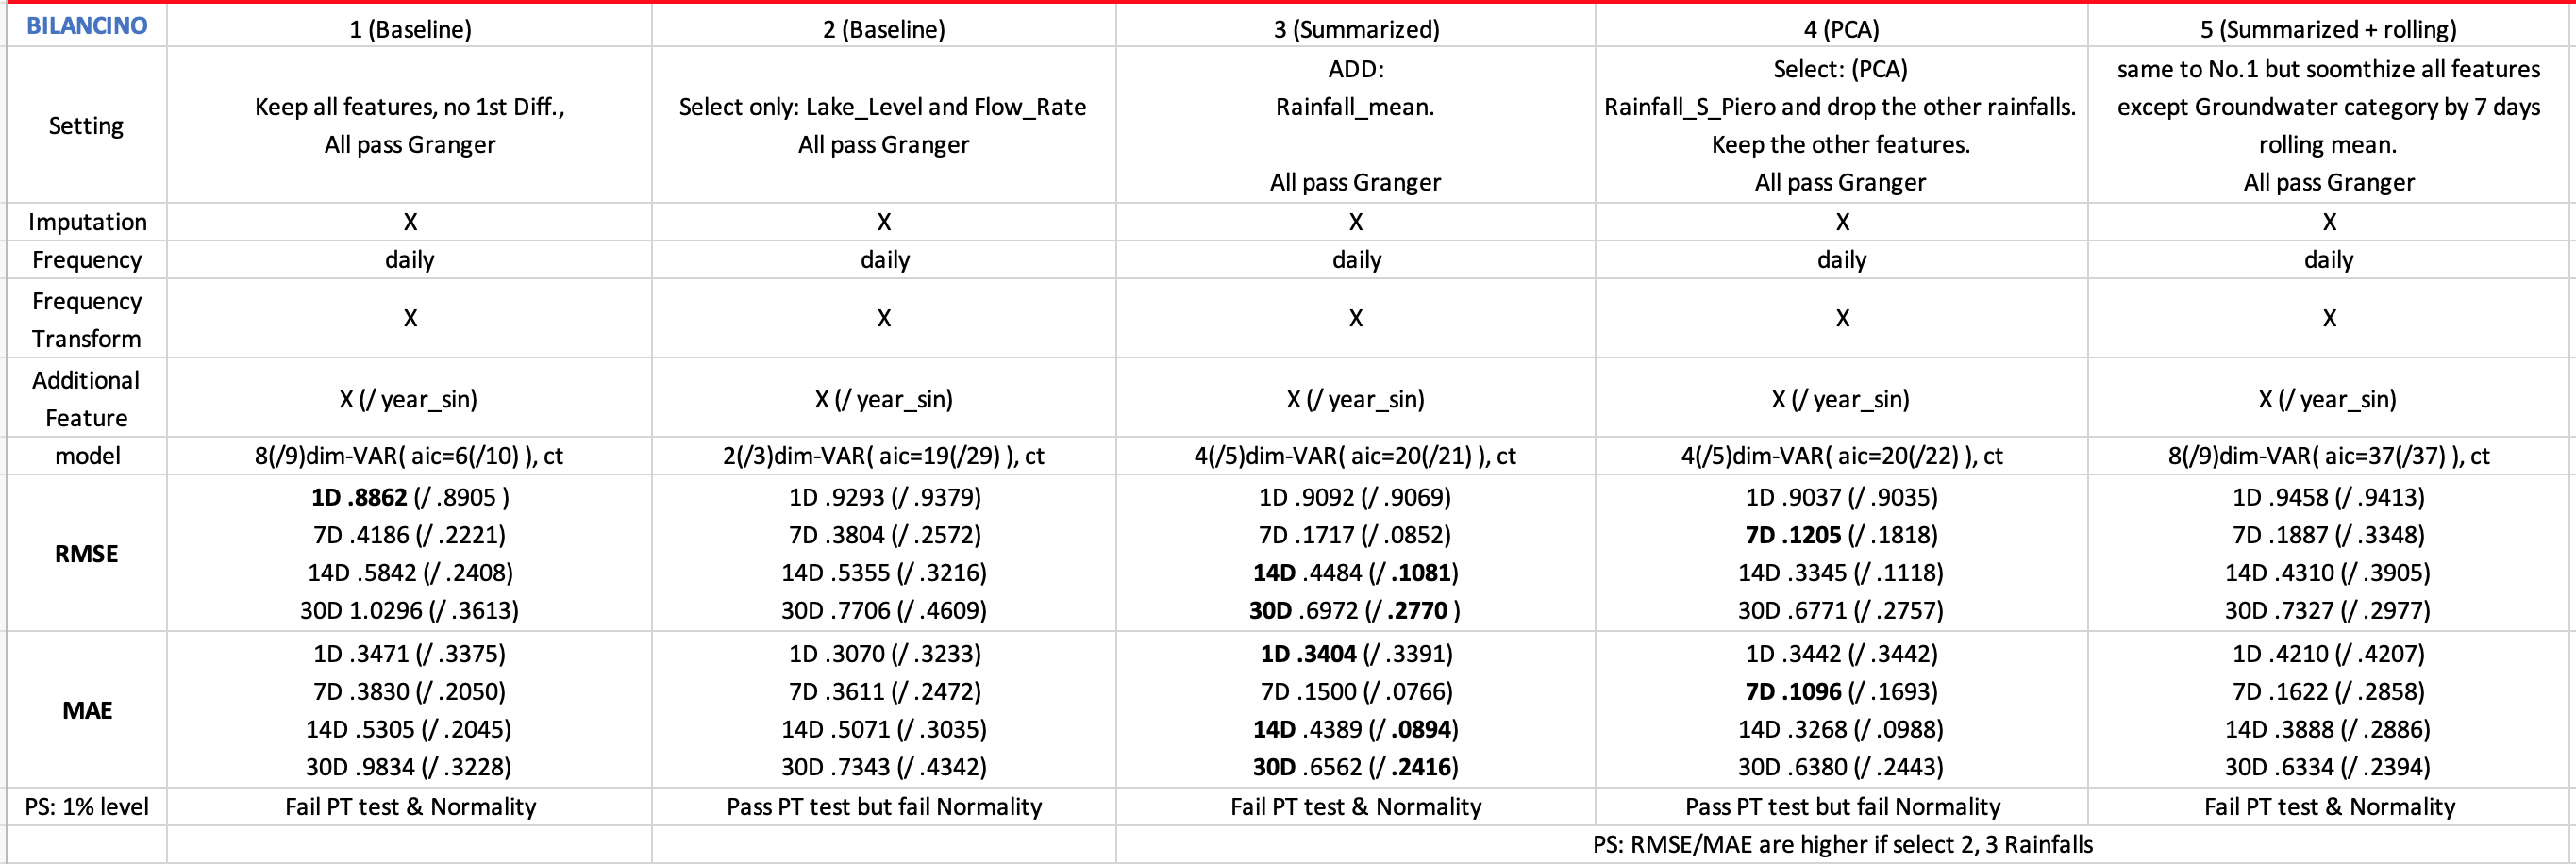 BILANCINO
1 (Baseline)
2 (Baseline)
3 (Summarized)
4 (PCA)
5 (Summarized + rolling)
Setting
Keep all features, no 1st Diff.,
All pass Granger
Select only: Lake_Level and Flow_Rate
All pass Granger
ADD:
Rainfall_mean.
All pass Granger
Select: (PCA)
Rainfall_S_Piero and drop the other rainfalls.
Keep the other features.
All pass Granger
same to No.1 but soomthize all features
except Groundwater category by 7 days
rolling mean.
All pass Granger
Imputation
X
X
X
X
X
Frequency
daily
daily
daily
daily
daily
Frequency
Transform
X
X
X
X
X
Additional
Feature
X (/ year_sin)
X (/ year_sin)
X (/ year_sin)
X (/ year_sin)
X (/ year_sin)
model
8(/9)dim-VAR( aic=6(/10) ), ct
2(/3)dim-VAR( aic=19(/29) ), ct
4(/5)dim-VAR( aic=20(/21) ), ct
4(/5)dim-VAR( aic=20(/22) ), ct
8(/9)dim-VAR( aic=37(/37) ), ct
RMSE
1D .8862 (/ .8905 )
7D .4186 (/ .2221)
14D .5842 (/ .2408)
30D 1.0296 (/ .3613)
1D .9293 (/ .9379)
7D .3804 (/ .2572)
14D .5355 (/ .3216)
30D .7706 (/ .4609)
1D .9092 (/ .9069)
7D .1717 (/ .0852)
14D .4484 (/ .1081)
30D .6972 (/ .2770 )
1D .9037 (/ .9035)
7D .1205 (/ .1818)
14D .3345 (/ .1118)
30D .6771 (/ .2757)
1D .9458 (/ .9413)
7D .1887 (/ .3348)
14D .4310 (/ .3905)
30D .7327 (/ .2977)
MAE
1D .3471 (/ .3375)
7D .3830 (/ .2050)
14D .5305 (/ .2045)
30D .9834 (/ .3228)
1D .3070 (/ .3233)
7D .3611 (/ .2472)
14D .5071 (/ .3035)
30D .7343 (/ .4342)
1D .3404 (/ .3391)
7D .1500 (/ .0766)
14D .4389 (/ .0894)
30D .6562 (/ .2416)
1D .3442 (/ .3442)
7D .1096 (/ .1693)
14D .3268 (/ .0988)
30D .6380 (/ .2443)
1D .4210 (/ .4207)
7D .1622 (/ .2858)
14D .3888 (/ .2886)
30D .6334 (/ .2394)
PS: 1% level
Fail PT test & Normality
Pass PT test but fail Normality
Fail PT test & Normality
Pass PT test but fail Normality
Fail PT test & Normality
PS: RMSE/MAE are higher if select 2, 3 Rainfalls